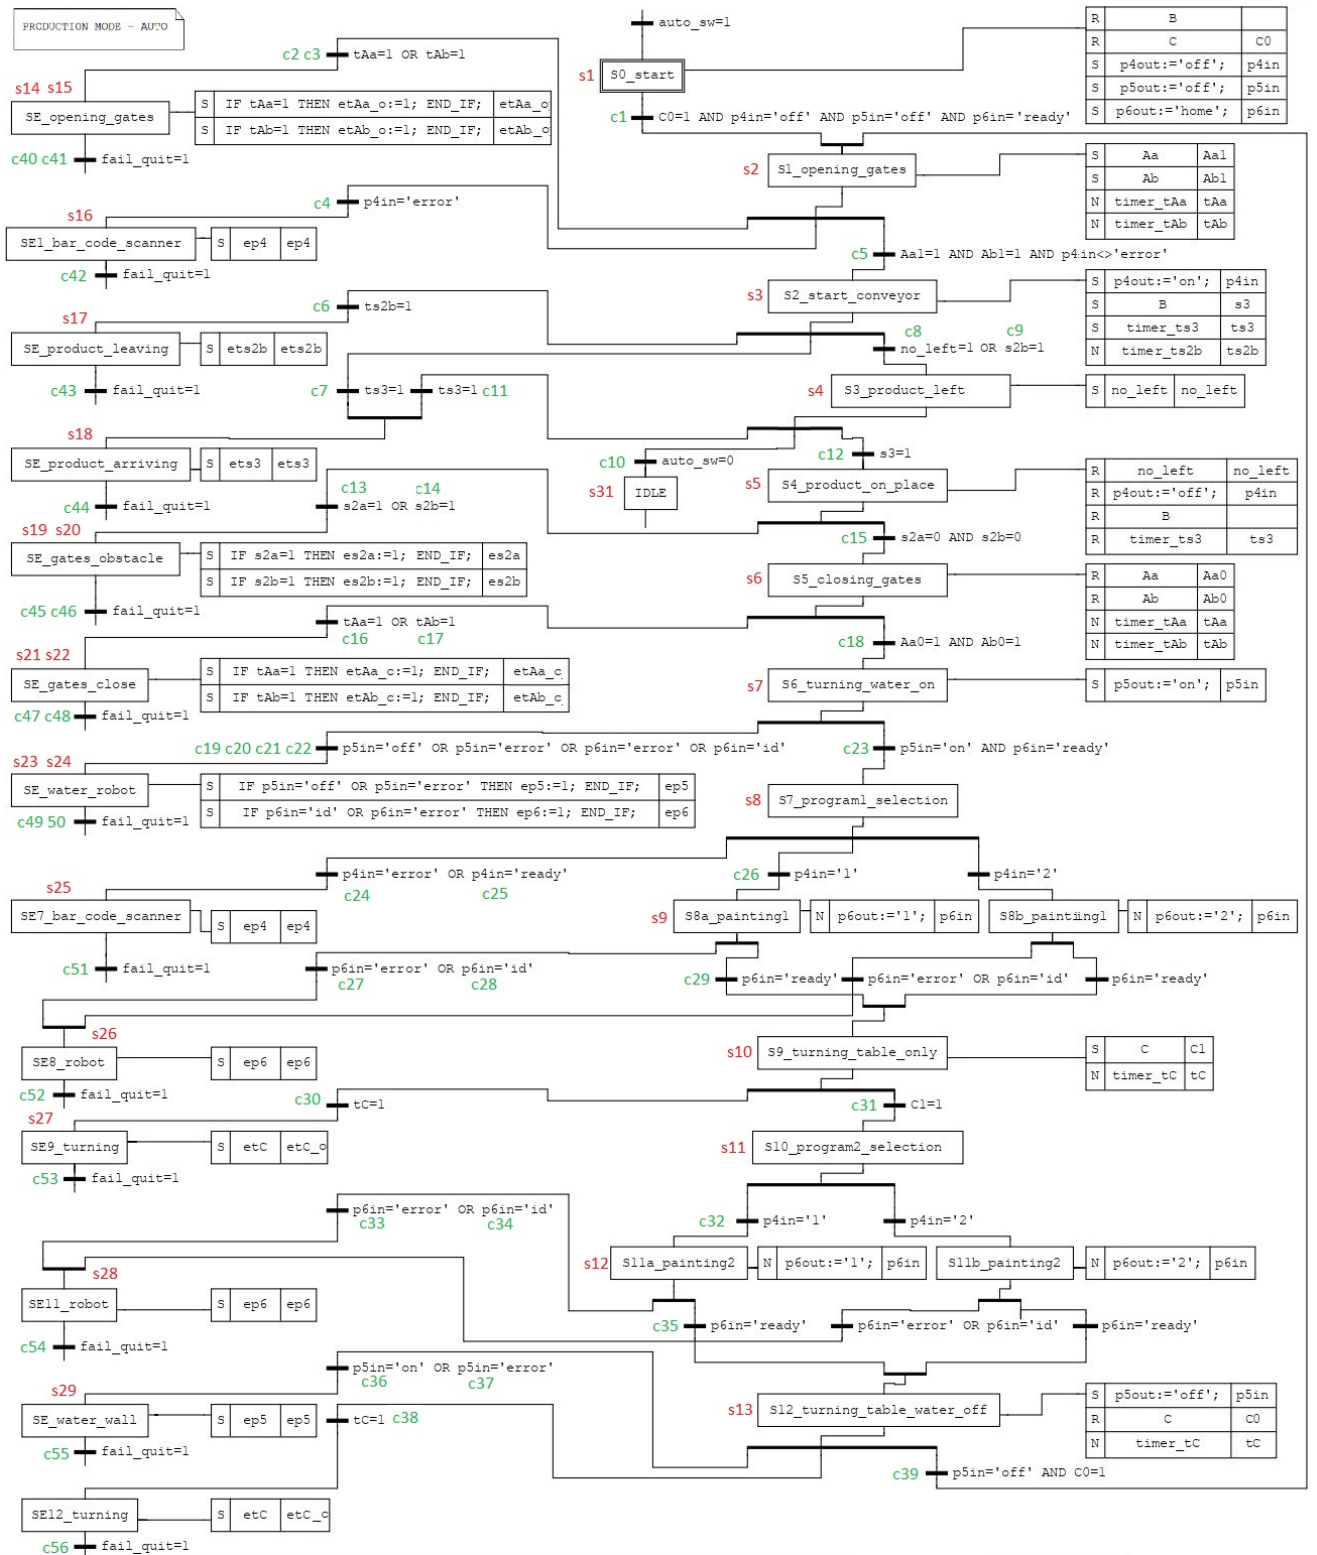 PRODUCTION MODE - AUTO
auto_sw=1
s1 S0_start
R B
R C C0
S p4out:='off'; p4in
S p5out:='off'; p5in
S p6out:='home'; p6in
c2 c3 tAa=1 OR tAb=1
s14 s15
SE_opening_gates
S IF tAa=1 THEN etAa_o:=1; END_IF; etAa_o
S IF tAb=1 THEN etAb_o:=1; END_IF; etAb_o
c40 c41 fail_quit=1
c1 C0=1 AND p4in='off' AND p5in='off' AND p6in='ready'
s2 S1_opening_gates
S Aa Aa1
S Ab Ab1
N timer_tAa tAa
N timer_tAb tAb
c4 p4in='error'
s16
SE1_bar_code_scanner S ep4 ep4
c42 fail_quit=1
c5 Aa1=1 AND Ab1=1 AND p4in<>'error'
s3 S2_start_conveyor
S p4out:='on'; p4in
S B s3
S timer_ts3 ts3
N timer_ts2b ts2b
c6 ts2b=1
s17
SE_product_leaving S ets2b ets2b
c43 fail_quit=1
c8 c9
no_left=1 OR s2b=1
s4 S3_product_left S no_left no_left
c7 ts3=1 ts3=1 c11
s18
SE_product_arriving S ets3 ets3
c44 fail_quit=1
c10 auto_sw=0
s31 IDLE
c12 s3=1
s5 S4_product_on_place
R no_left no_left
R p4out:='off'; p4in
R B
R timer_ts3 ts3
c13 c14
s2a=1 OR s2b=1
s19 s20
SE_gates_obstacle
S IF s2a=1 THEN es2a:=1; END_IF; es2a
S IF s2b=1 THEN es2b:=1; END_IF; es2b
c45 c46 fail_quit=1
c15 s2a=0 AND s2b=0
s6 S5_closing_gates
R Aa Aa0
R Ab Ab0
N timer_tAa tAa
N timer_tAb tAb
tAa=1 OR tAb=1
c16 c17
s21 s22
SE_gates_close
S IF tAa=1 THEN etAa_c:=1; END_IF; etAa_c
S IF tAb=1 THEN etAb_c:=1; END_IF; etAb_c
c47 c48 fail_quit=1
c18 Aa0=1 AND Ab0=1
s7 S6_turning_water_on S p5out:='on'; p5in
c19 c20 c21 c22 p5in='off' OR p5in='error' OR p6in='error' OR p6in='id'
c23 p5in='on' AND p6in='ready'
s23 s24
SE_water_robot
S IF p5in='off' OR p5in='error' THEN ep5:=1; END_IF; ep5
S IF p6in='id' OR p6in='error' THEN ep6:=1; END_IF; ep6
c49 50 fail_quit=1
s8 S7_program1_selection
p4in='error' OR p4in='ready'
c24 c25
c26 p4in='1' p4in='2'
s25
SE7_bar_code_scanner S ep4 ep4
c51 fail_quit=1
s9 S8a_painting1 N p6out:='1'; p6in
S8b_paintiing1 N p6out:='2'; p6in
p6in='error' OR p6in='id'
c27 c28
c29 p6in='ready' p6in='error' OR p6in='id' p6in='ready'
s26
SE8_robot S ep6 ep6
c52 fail_quit=1
s10 S9_turning_table_only
S C C1
N timer_tC tC
c30 tC=1
c31 C1=1
s27
SE9_turning S etC etC_o
c53 fail_quit=1
s11 S10_program2_selection
p6in='error' OR p6in='id'
c33 c34
c32 p4in='1' p4in='2'
s12 S11a_painting2 N p6out:='1'; p6in
S11b_painting2 N p6out:='2'; p6in
s28
SE11_robot S ep6 ep6
c54 fail_quit=1
c35 p6in='ready' p6in='error' OR p6in='id' p6in='ready'
p5in='on' OR p5in='error'
c36 c37
s29
SE_water_wall S ep5 ep5
tC=1 c38
c55 fail_quit=1
s13 S12_turning_table_water_off
S p5out:='off'; p5in
R C C0
N timer_tC tC
c39 p5in='off' AND C0=1
SE12_turning S etC etC_c
c56 fail_quit=1